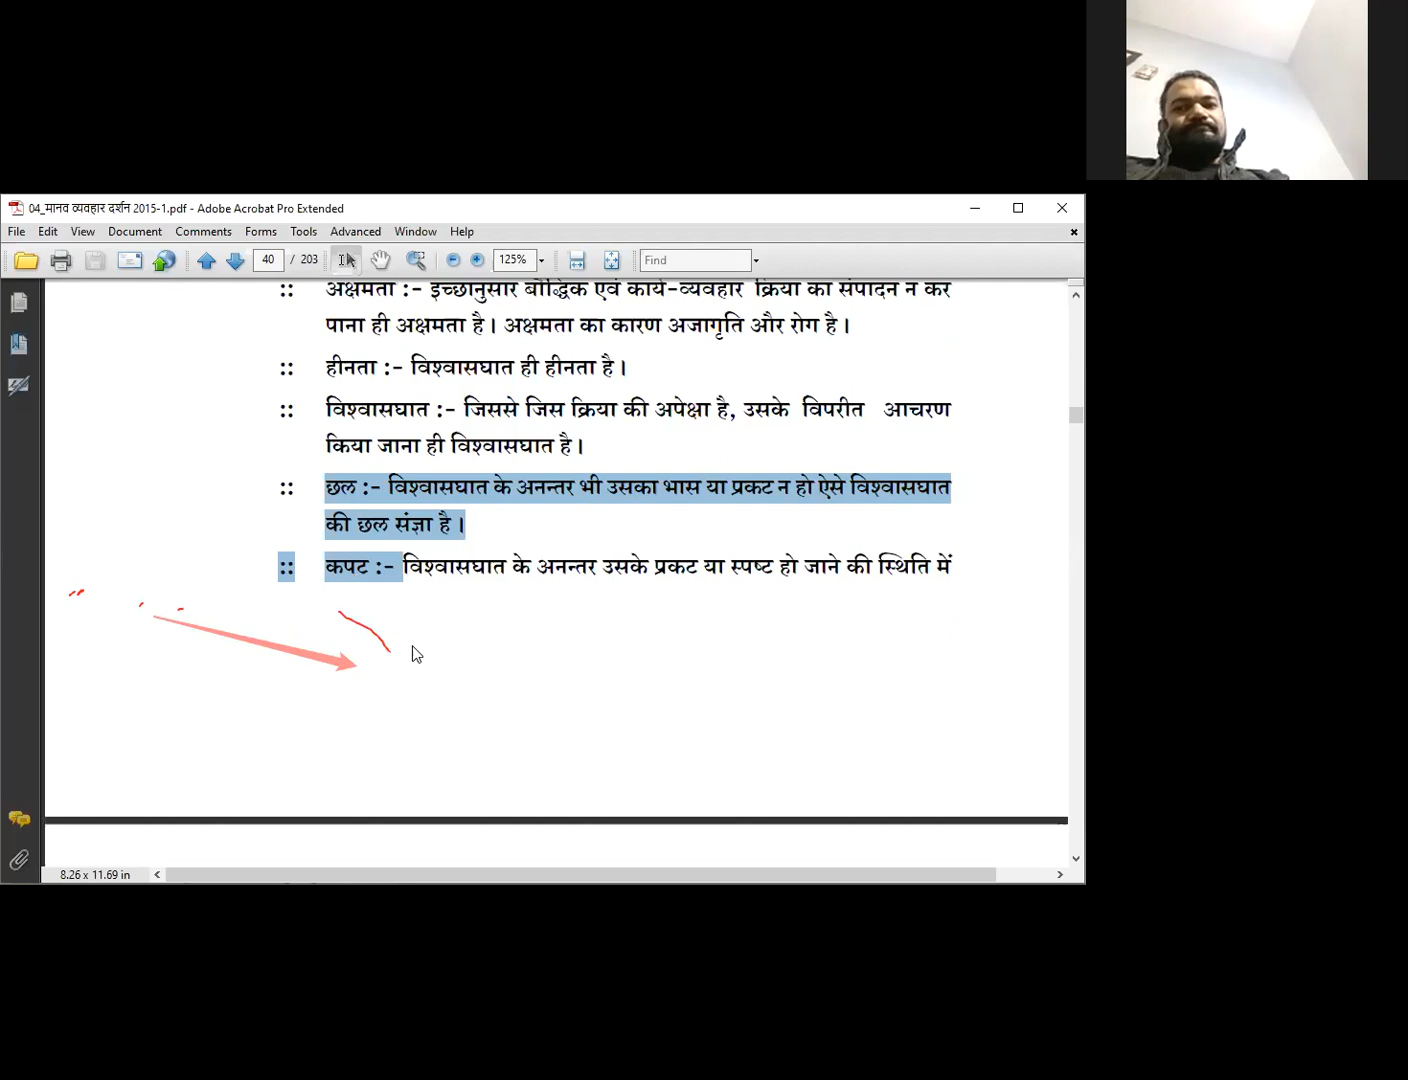 04_मानव व्यवहार दर्शन 2015-1.pdf - Adobe Acrobat Pro Extended
File Edit View Document Comments Forms Tools Advanced Window Help
40 / 203 125% Find
:: अक्षमता :- इच्छानुसार बौद्धिक एवं कार्य-व्यवहार क्रिया का संपादन न कर
पाना ही अक्षमता है। अक्षमता का कारण अजागृति और रोग है।
:: हीनता :- विश्वासघात ही हीनता है।
:: विश्वासघात :- जिससे जिस क्रिया की अपेक्षा है, उसके विपरीत आचरण
किया जाना ही विश्वासघात है।
:: छल :- विश्वासघात के अनन्तर भी उसका भास या प्रकट न हो ऐसे विश्वासघात
की छल संज्ञा है।
:: कपट :- विश्वासघात के अनन्तर उसके प्रकट या स्पष्ट हो जाने की स्थिति में
8.26 x 11.69 in